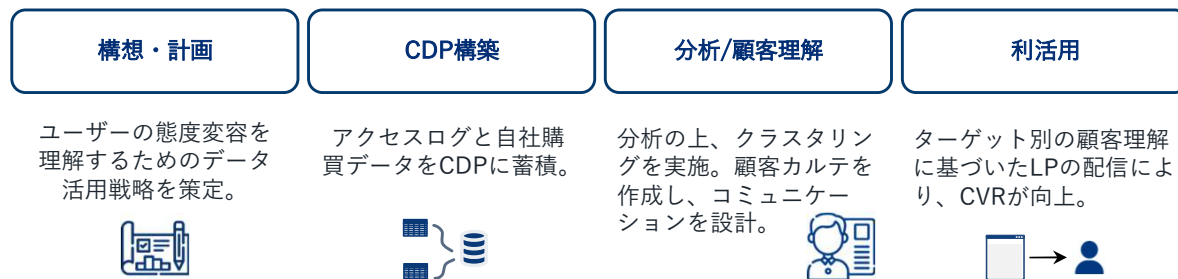 構想・計画
ユーザーの態度変容を
理解するためのデータ
活用戦略を策定。
CDP構築
アクセスログと自社購
買データをCDPに蓄積。
分析/顧客理解
分析の上、クラスタリン
グを実施。顧客カルテを
作成し、コミュニケー
ションを設計。
利活用
ターゲット別の顧客理解
に基づいたLPの配信によ
り、CVRが向上。